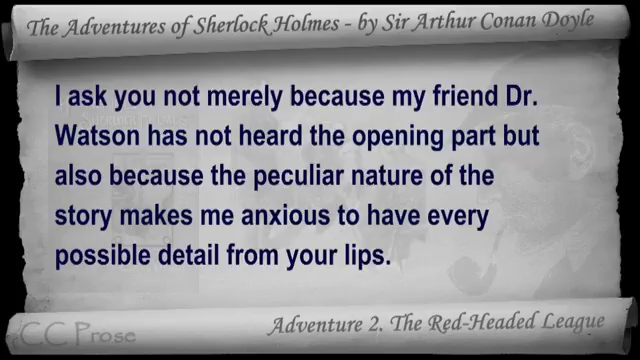 The Adventures of Sherlock Holmes - by Sir Arthur Conan Doyle
I ask you not merely because my friend Dr.
Watson has not heard the opening part but
also because the peculiar nature of the
story makes me anxious to have every
possible detail from your lips.
CC Prose
Adventure 2. The Red-Headed League